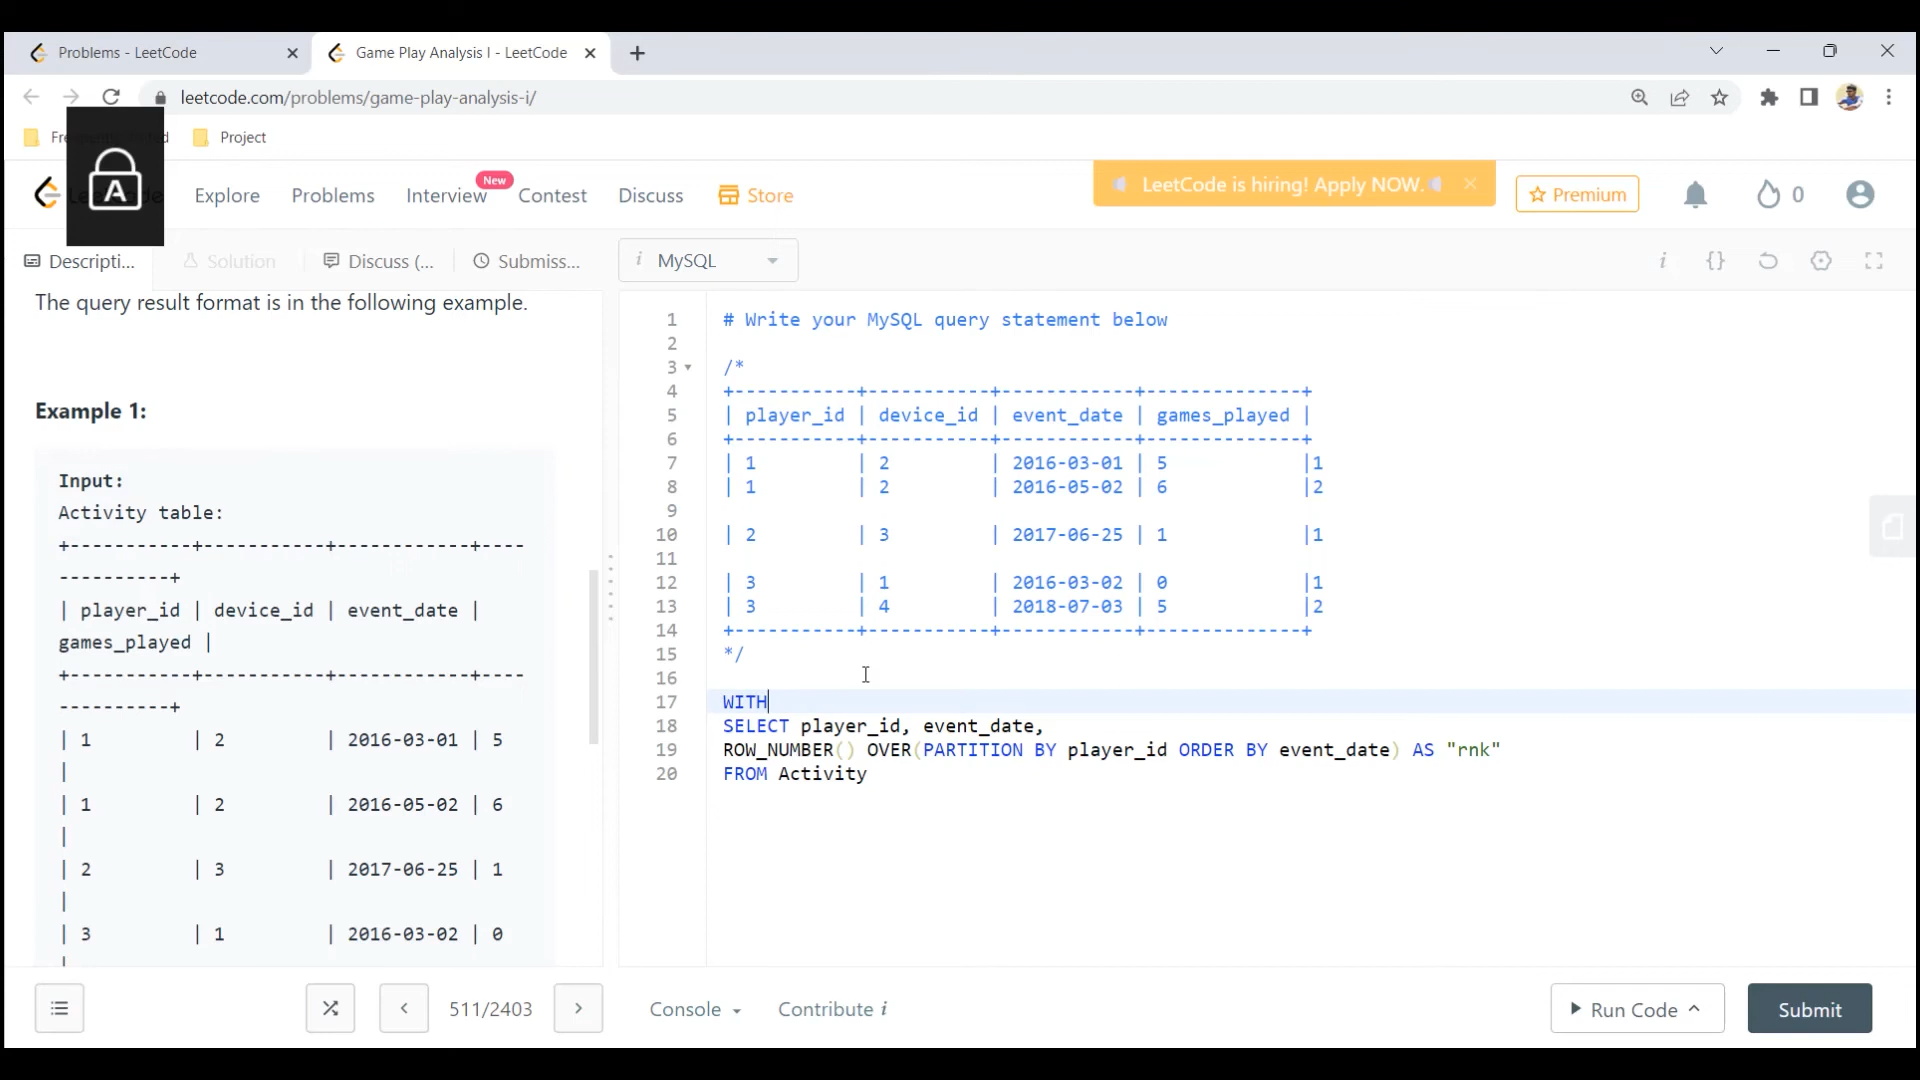 Problems - LeetCode
Game Play Analysis I - LeetCode
leetcode.com/problems/game-play-analysis-i/
Project
A
Explore
Problems
Interview
New
Contest
Discuss
Store
LeetCode is hiring! Apply NOW.
Premium
0
Descripti...
Solution
Discuss (...
Submiss...
i MySQL
i {}
The query result format is in the following example.
Example 1:
Input:
Activity table:
+-----------+-----------+------------+----
----------+
| player_id | device_id | event_date |
games_played |
+-----------+-----------+------------+----
----------+
| 1 | 2 | 2016-03-01 | 5
|
| 1 | 2 | 2016-05-02 | 6
|
| 2 | 3 | 2017-06-25 | 1
|
| 3 | 1 | 2016-03-02 | 0
|
1 # Write your MySQL query statement below
2
3 /*
4 +-----------+-----------+------------+--------------+
5 | player_id | device_id | event_date | games_played |
6 +-----------+-----------+------------+--------------+
7 | 1 | 2 | 2016-03-01 | 5 |1
8 | 1 | 2 | 2016-05-02 | 6 |2
9
10 | 2 | 3 | 2017-06-25 | 1 |1
11
12 | 3 | 1 | 2016-03-02 | 0 |1
13 | 3 | 4 | 2018-07-03 | 5 |2
14 +-----------+-----------+------------+--------------+
15 */
16
17 WITH
18 SELECT player_id, event_date,
19 ROW_NUMBER() OVER(PARTITION BY player_id ORDER BY event_date) AS "rnk"
20 FROM Activity
511/2403
Console
Contribute i
Run Code
Submit